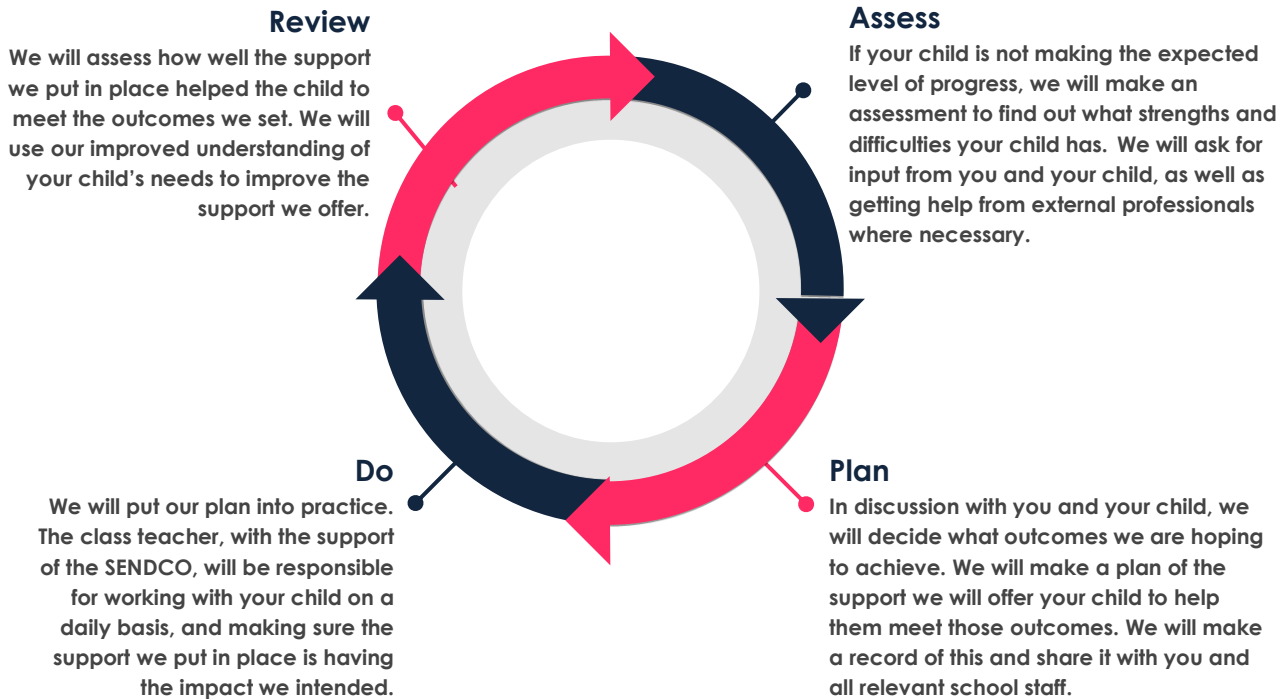 Review
We will assess how well the support
we put in place helped the child to
meet the outcomes we set. We will
use our improved understanding of
your child's needs to improve the
support we offer.
Assess
If your child is not making the expected
level of progress, we will make an
assessment to find out what strengths and
difficulties your child has. We will ask for
input from you and your child, as well as
getting help from external professionals
where necessary.
Do
We will put our plan into practice.
The class teacher, with the support
of the SENDCO, will be responsible
for working with your child on a
daily basis, and making sure the
support we put in place is having
the impact we intended.
Plan
In discussion with you and your child, we
will decide what outcomes we are hoping
to achieve. We will make a plan of the
support we will offer your child to help
them meet those outcomes. We will make
a record of this and share it with you and
all relevant school staff.